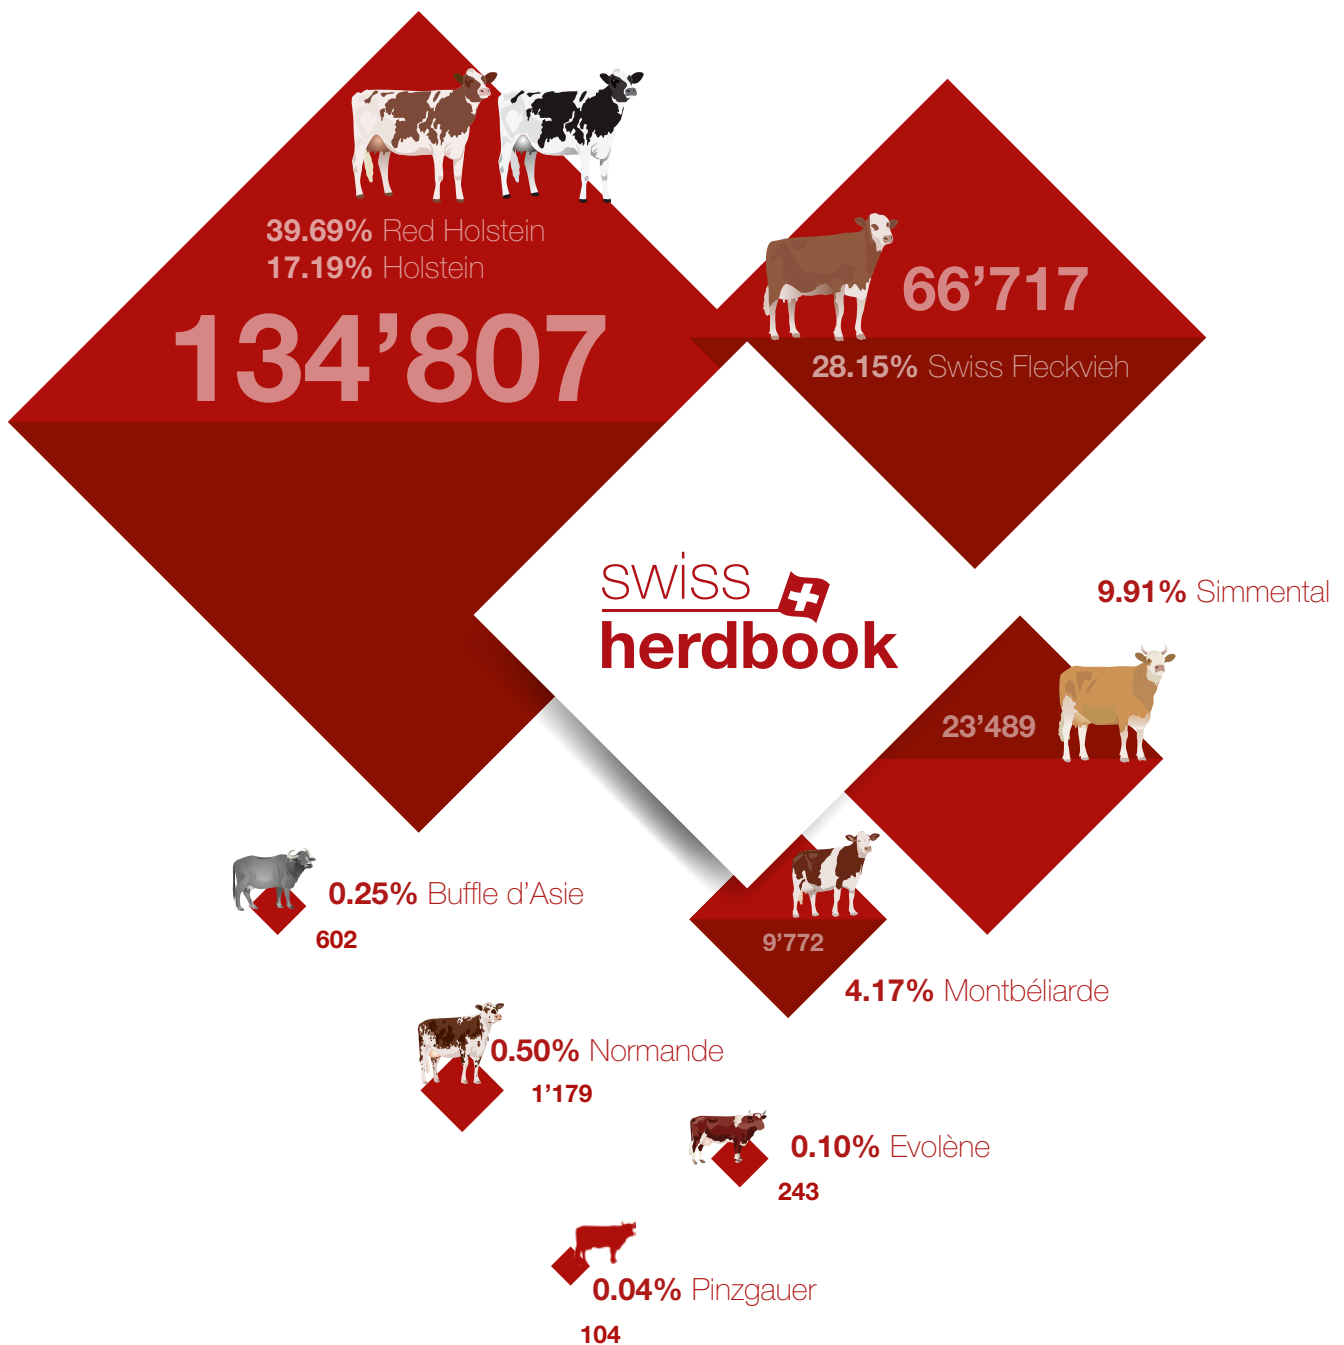 39.69% Red Holstein
17.19% Holstein
134’807
66’717
28.15% Swiss Fleckvieh
swiss
herdbook
9.91% Simmental
23’489
0.25% Buffle d’Asie
602
9’772
4.17% Montbéliarde
0.50% Normande
1’179
0.10% Evolène
243
0.04% Pinzgauer
104